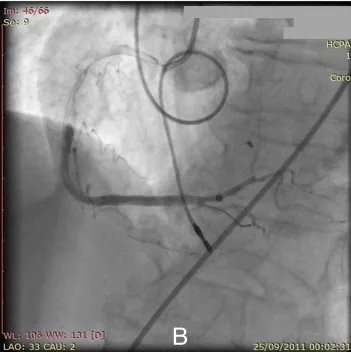 Im: 46/66
Se: 9
HCPA
1
Coro
WL: 106 WW: 131 [D]
LAO: 33 CAU: 2
B
25/09/2011 00:02:31